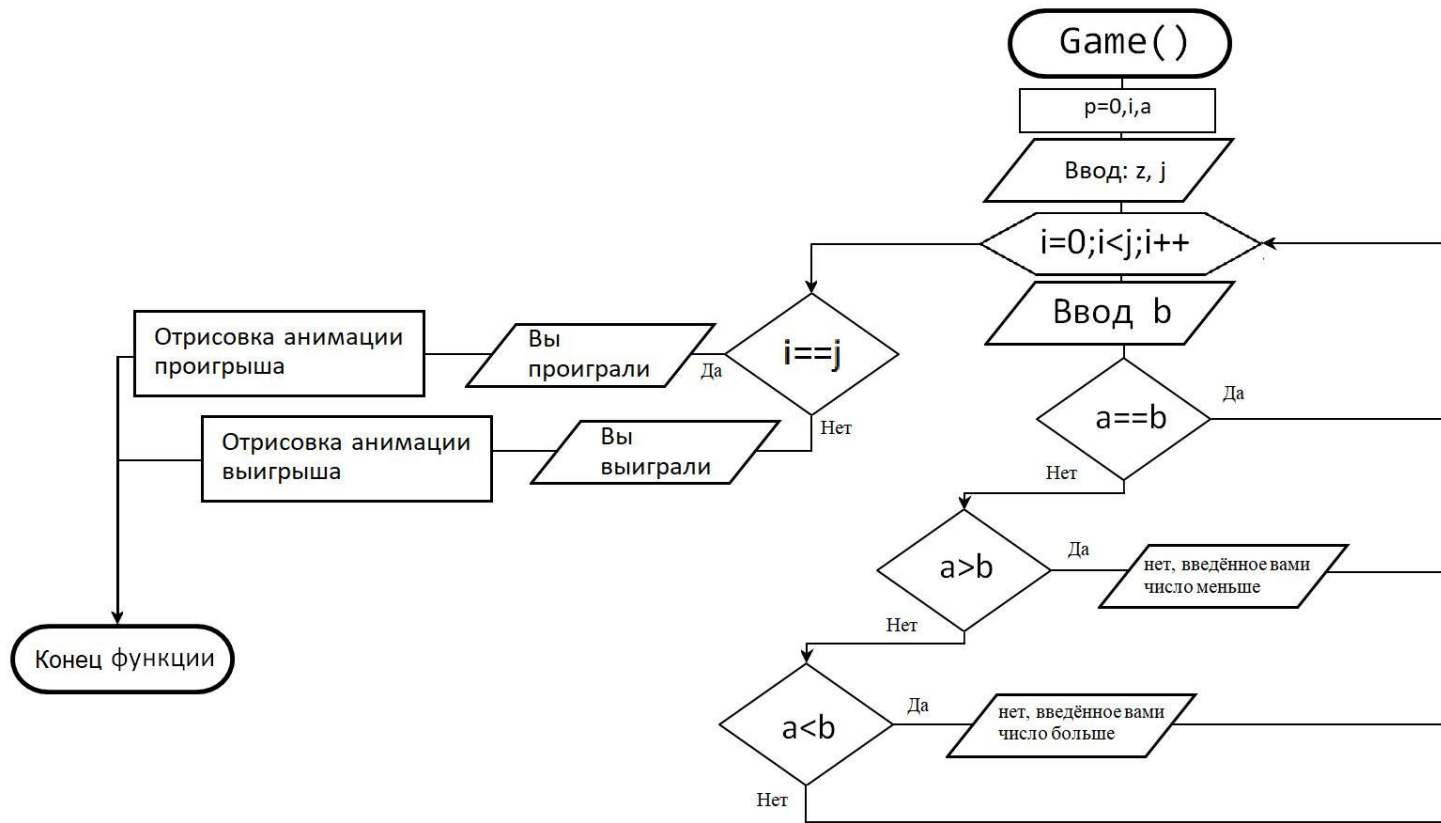 Game()
p=0,i,a
Ввод: z, j
i=0;i<j;i++
Ввод b
a==b
Да
Нет
a>b
Да
нет, введённое вами
число меньше
Нет
a<b
Да
нет, введённое вами
число больше
Нет
i==j
Да
Вы
проиграли
Отрисовка анимации
проигрыша
Нет
Вы
выиграли
Отрисовка анимации
выигрыша
Конец функции